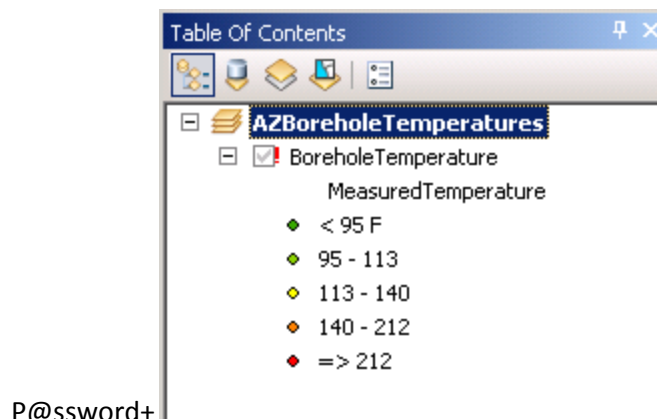 Table Of Contents
AZBoreholeTemperatures
BoreholeTemperature
MeasuredTemperature
< 95 F
95 - 113
113 - 140
140 - 212
=> 212
P@ssword+